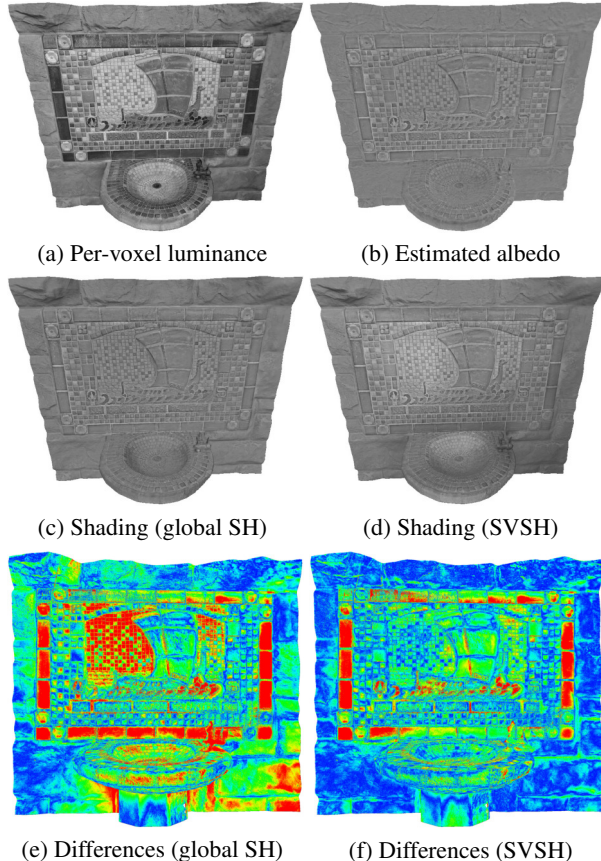 (a) Per-voxel luminance
(b) Estimated albedo
(c) Shading (global SH)
(d) Shading (SVSH)
(e) Differences (global SH)
(f) Differences (SVSH)